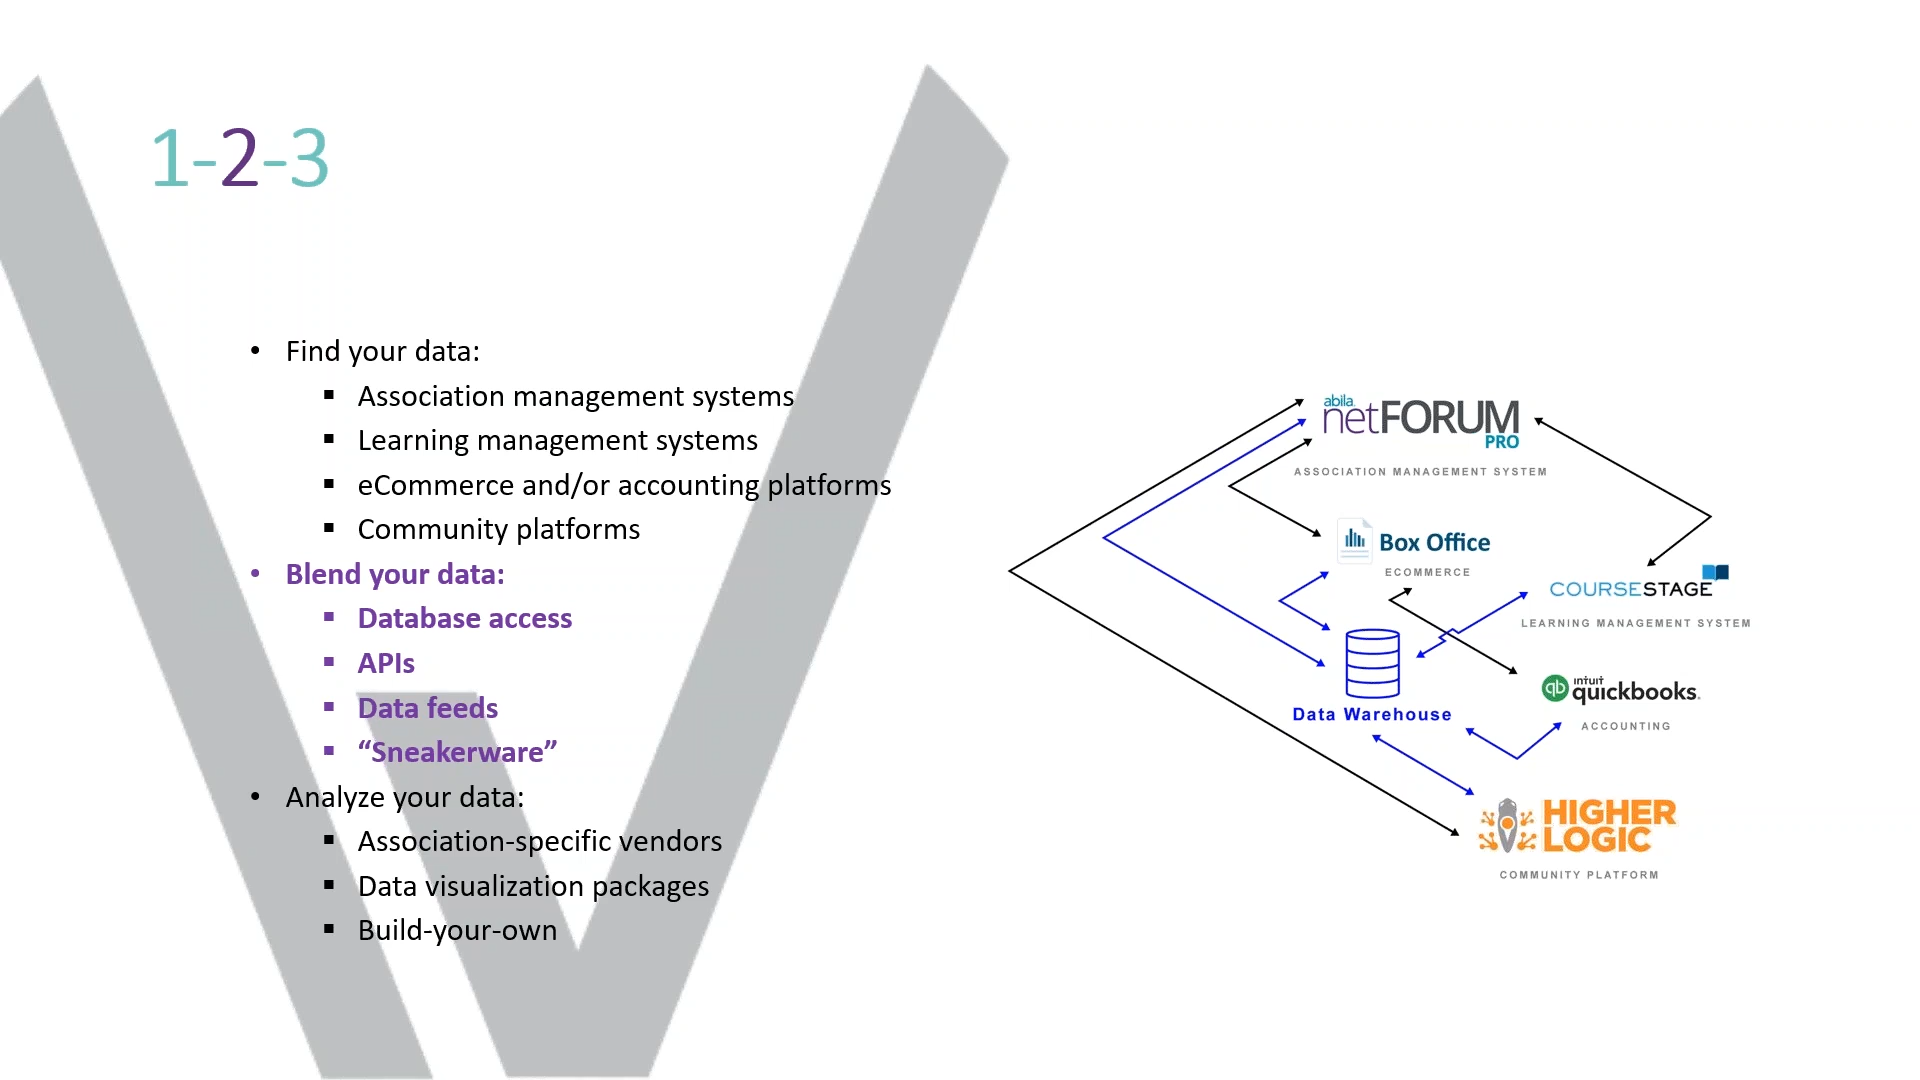 1-2-3
• Find your data:
▪ Association management systems
▪ Learning management systems
▪ eCommerce and/or accounting platforms
▪ Community platforms
• Blend your data:
▪ Database access
▪ APIs
▪ Data feeds
▪ “Sneakerware”
• Analyze your data:
▪ Association-specific vendors
▪ Data visualization packages
▪ Build-your-own
abila
netFORUM
PRO
ASSOCIATION MANAGEMENT SYSTEM
Box Office
ECOMMERCE
COURSESTAGE
LEARNING MANAGEMENT SYSTEM
Data Warehouse
qb
intuit
quickbooks.
ACCOUNTING
HIGHER
LOGIC
COMMUNITY PLATFORM